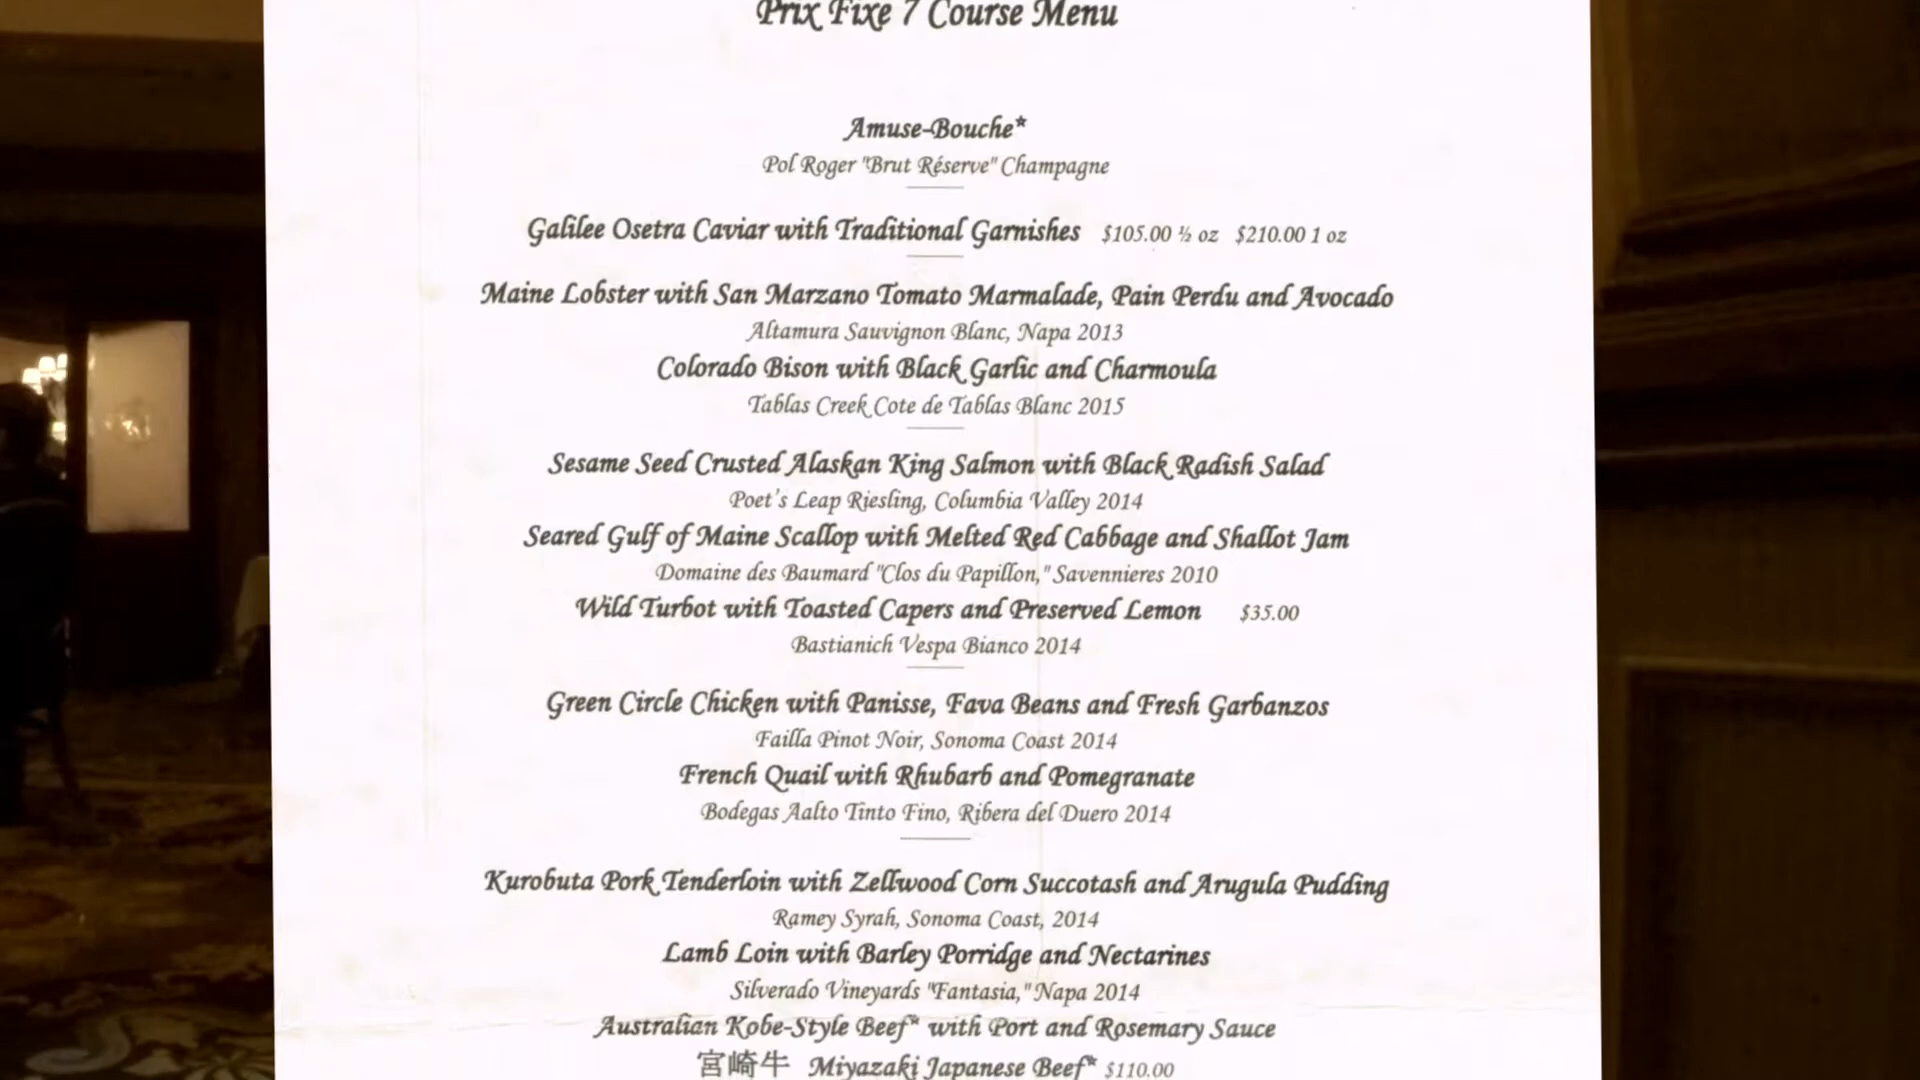 Prix Fixe 7 Course Menu
Amuse-Bouche*
Pol Roger "Brut Réserve" Champagne
Galilee Osetra Caviar with Traditional Garnishes $105.00 ½ oz $210.00 1 oz
Maine Lobster with San Marzano Tomato Marmalade, Pain Perdu and Avocado
Altamura Sauvignon Blanc, Napa 2013
Colorado Bison with Black Garlic and Charmoula
Tablas Creek Cote de Tablas Blanc 2015
Sesame Seed Crusted Alaskan King Salmon with Black Radish Salad
Poet's Leap Riesling, Columbia Valley 2014
Seared Gulf of Maine Scallop with Melted Red Cabbage and Shallot Jam
Domaine des Baumard "Clos du Papillon," Savennieres 2010
Wild Turbot with Toasted Capers and Preserved Lemon $35.00
Bastianich Vespa Bianco 2014
Green Circle Chicken with Panisse, Fava Beans and Fresh Garbanzos
Failla Pinot Noir, Sonoma Coast 2014
French Quail with Rhubarb and Pomegranate
Bodegas Aalto Tinto Fino, Ribera del Duero 2014
Kurobuta Pork Tenderloin with Zellwood Corn Succotash and Arugula Pudding
Ramey Syrah, Sonoma Coast, 2014
Lamb Loin with Barley Porridge and Nectarines
Silverado Vineyards "Fantasia," Napa 2014
Australian Kobe-Style Beef* with Port and Rosemary Sauce
宮崎牛 Miyazaki Japanese Beef* $110.00